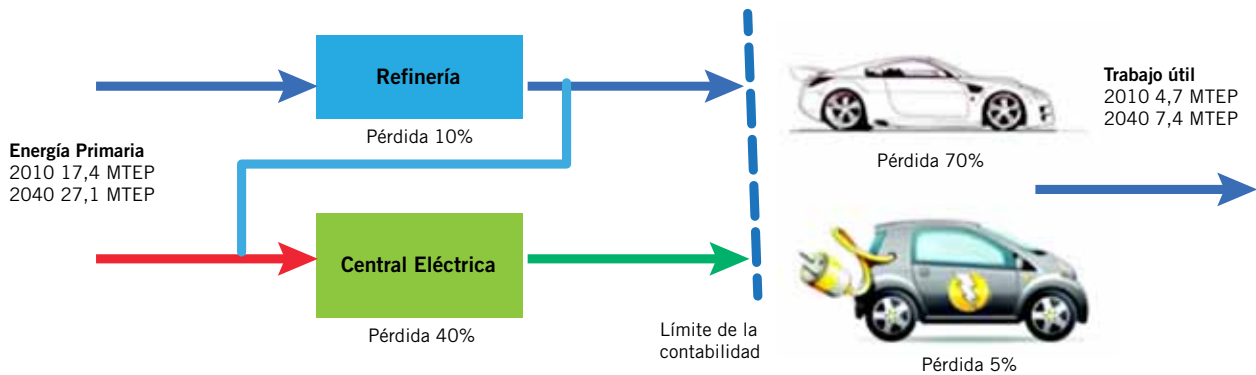 Refinería
Pérdida 10%
Energía Primaria
2010 17,4 MTEP
2040 27,1 MTEP
Central Eléctrica
Pérdida 40%
Límite de la
contabilidad
Pérdida 70%
Trabajo útil
2010 4,7 MTEP
2040 7,4 MTEP
Pérdida 5%